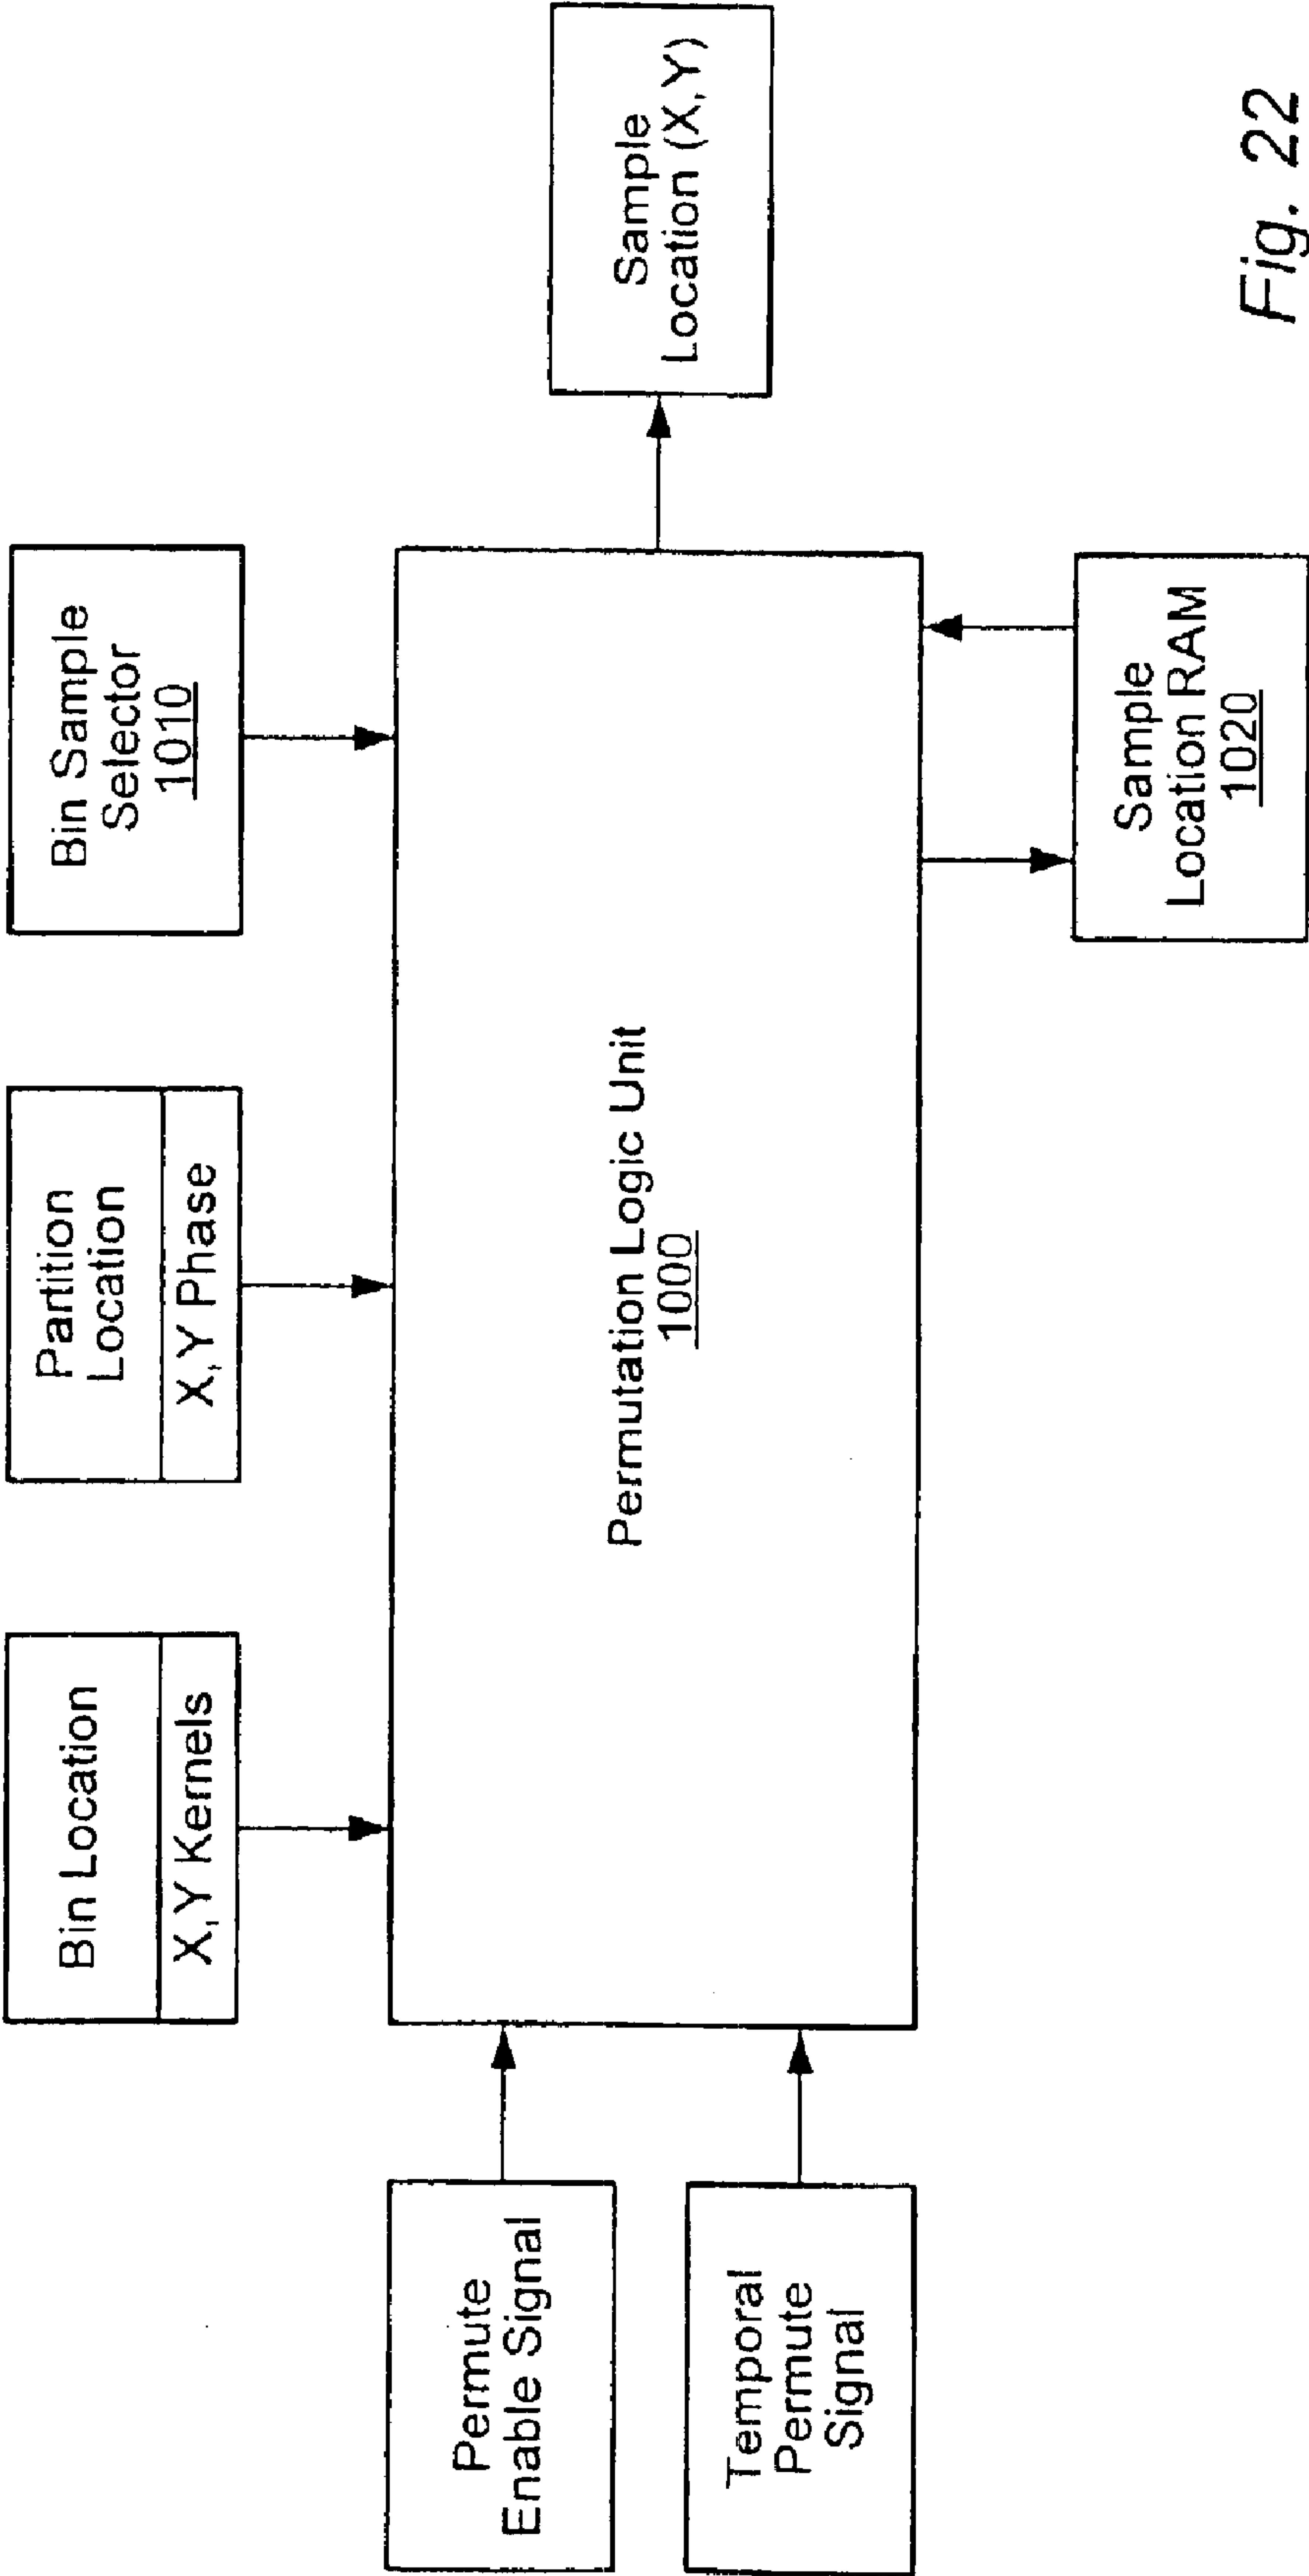 Bin Location
X,Y Kernels
Partition
Location
X,Y Phase
Bin Sample
Selector
1010
Permute
Enable Signal
Temporal
Permute
Signal
Permutation Logic Unit
1000
Sample
Location (X,Y)
Sample
Location RAM
1020
Fig. 22